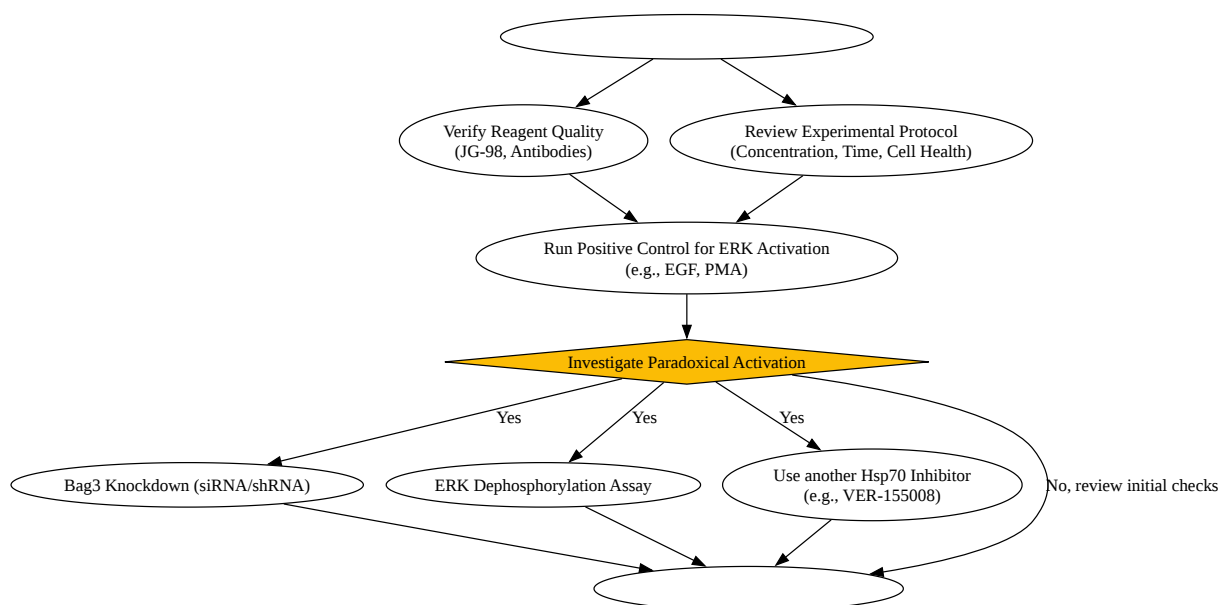 Verify Reagent Quality
(JG-98, Antibodies)
Review Experimental Protocol
(Concentration, Time, Cell Health)
Run Positive Control for ERK Activation
(e.g., EGF, PMA)
Investigate Paradoxical Activation
Yes
Yes
Yes
No, review initial checks
Bag3 Knockdown (siRNA/shRNA)
ERK Dephosphorylation Assay
Use another Hsp70 Inhibitor
(e.g., VER-155008)